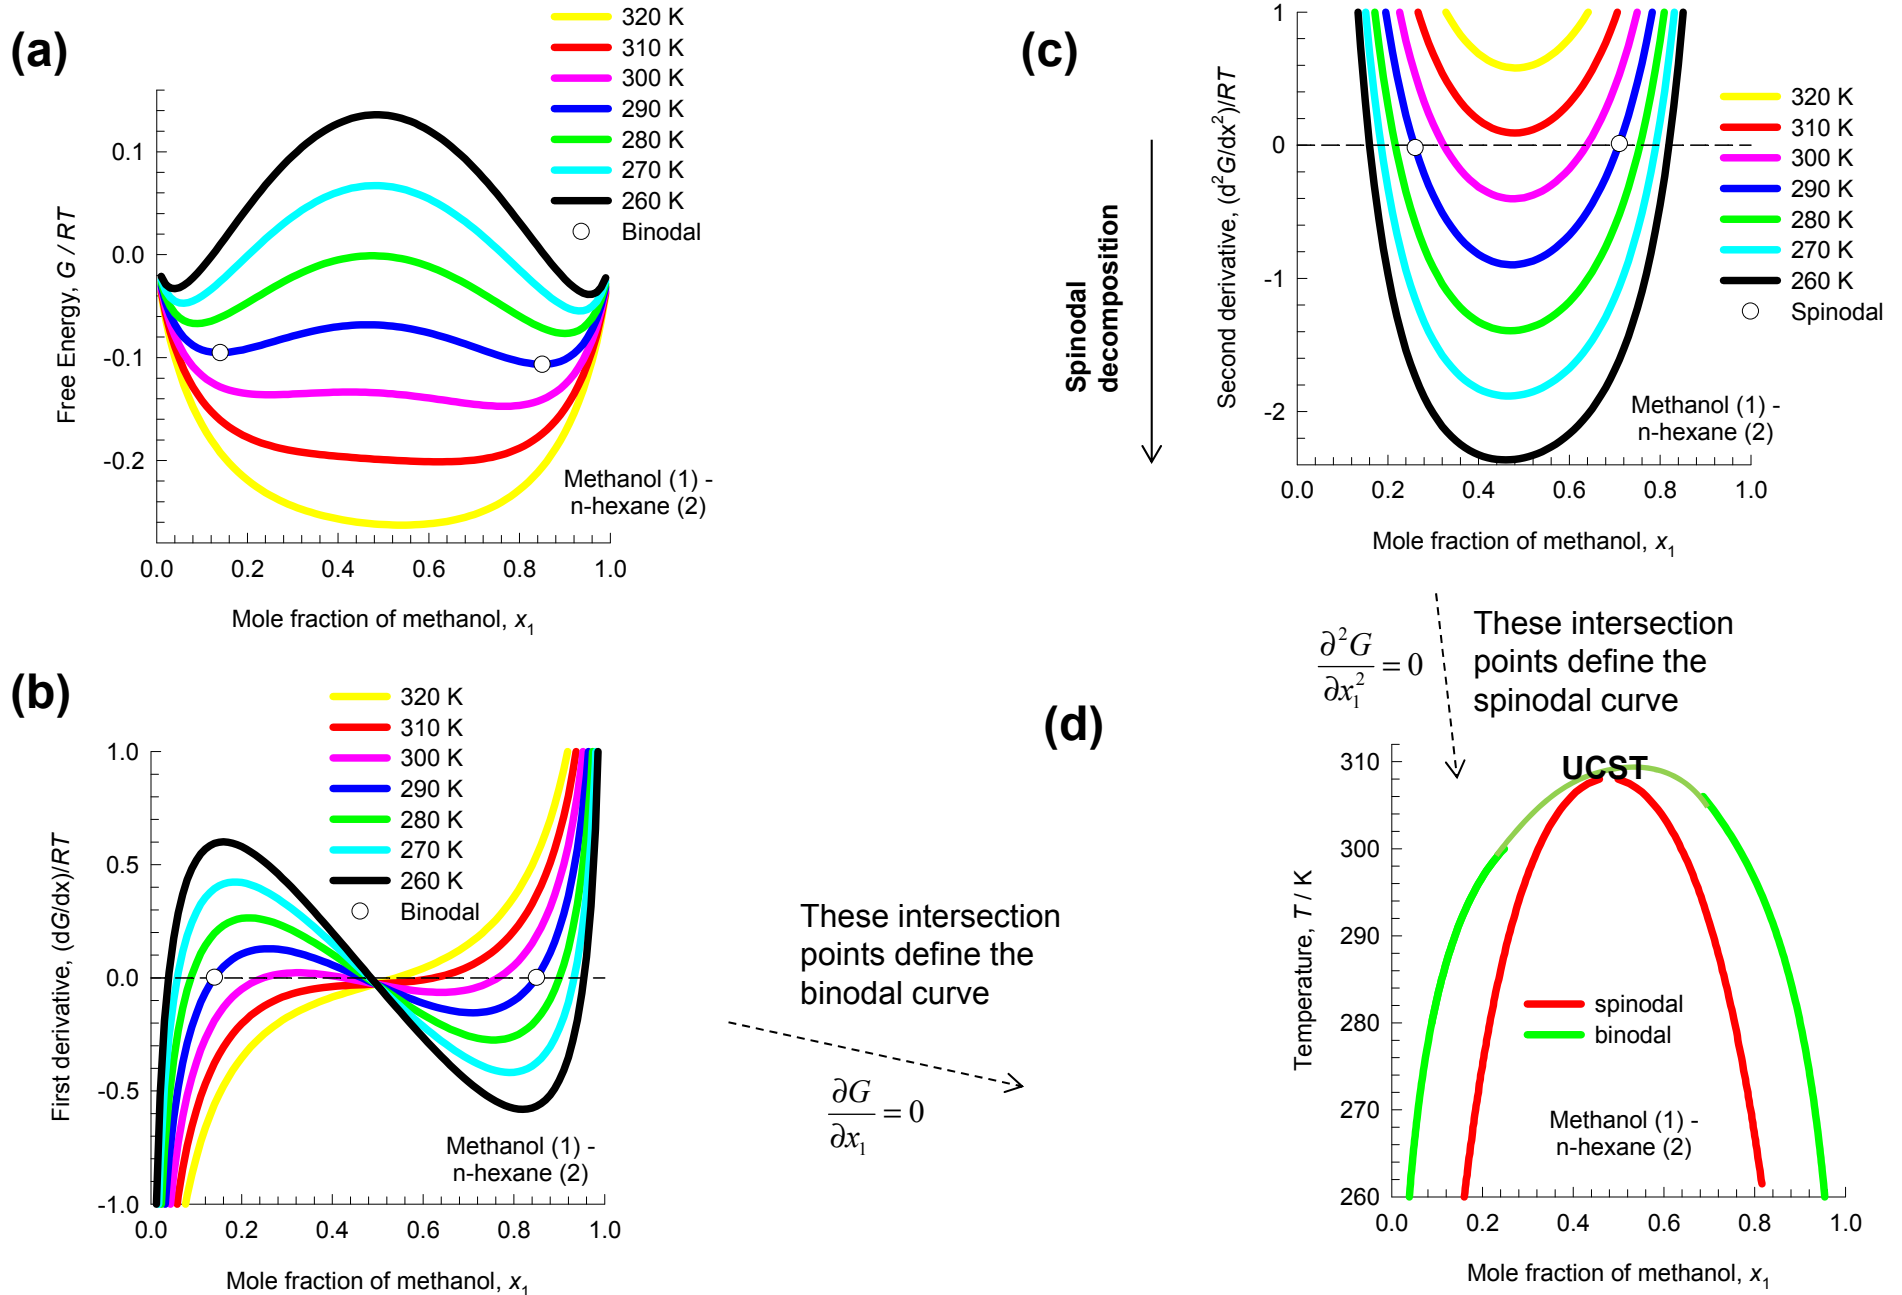 (a)
320 K
310 K
300 K
290 K
280 K
270 K
260 K
Binodal
0.1
0.0
-0.1
-0.2
Free Energy, G / RT
Methanol (1) -
n-hexane (2)
0.0 0.2 0.4 0.6 0.8 1.0
Mole fraction of methanol, x₁
(b)
320 K
310 K
300 K
290 K
280 K
270 K
260 K
Binodal
1.0
0.5
0.0
-0.5
-1.0
First derivative, (dG/dx)/RT
Methanol (1) -
n-hexane (2)
0.0 0.2 0.4 0.6 0.8 1.0
Mole fraction of methanol, x₁
These intersection
points define the
binodal curve
∂G/∂x₁ = 0
(c)
Spinodal
decomposition
1
0
-1
-2
Second derivative, (d²G/dx²)/RT
320 K
310 K
300 K
290 K
280 K
270 K
260 K
Spinodal
Methanol (1) -
n-hexane (2)
0.0 0.2 0.4 0.6 0.8 1.0
Mole fraction of methanol, x₁
∂²G/∂x₁² = 0
These intersection
points define the
spinodal curve
(d)
UCST
310
300
290
280
270
260
Temperature, T / K
spinodal
binodal
Methanol (1) -
n-hexane (2)
0.0 0.2 0.4 0.6 0.8 1.0
Mole fraction of methanol, x₁